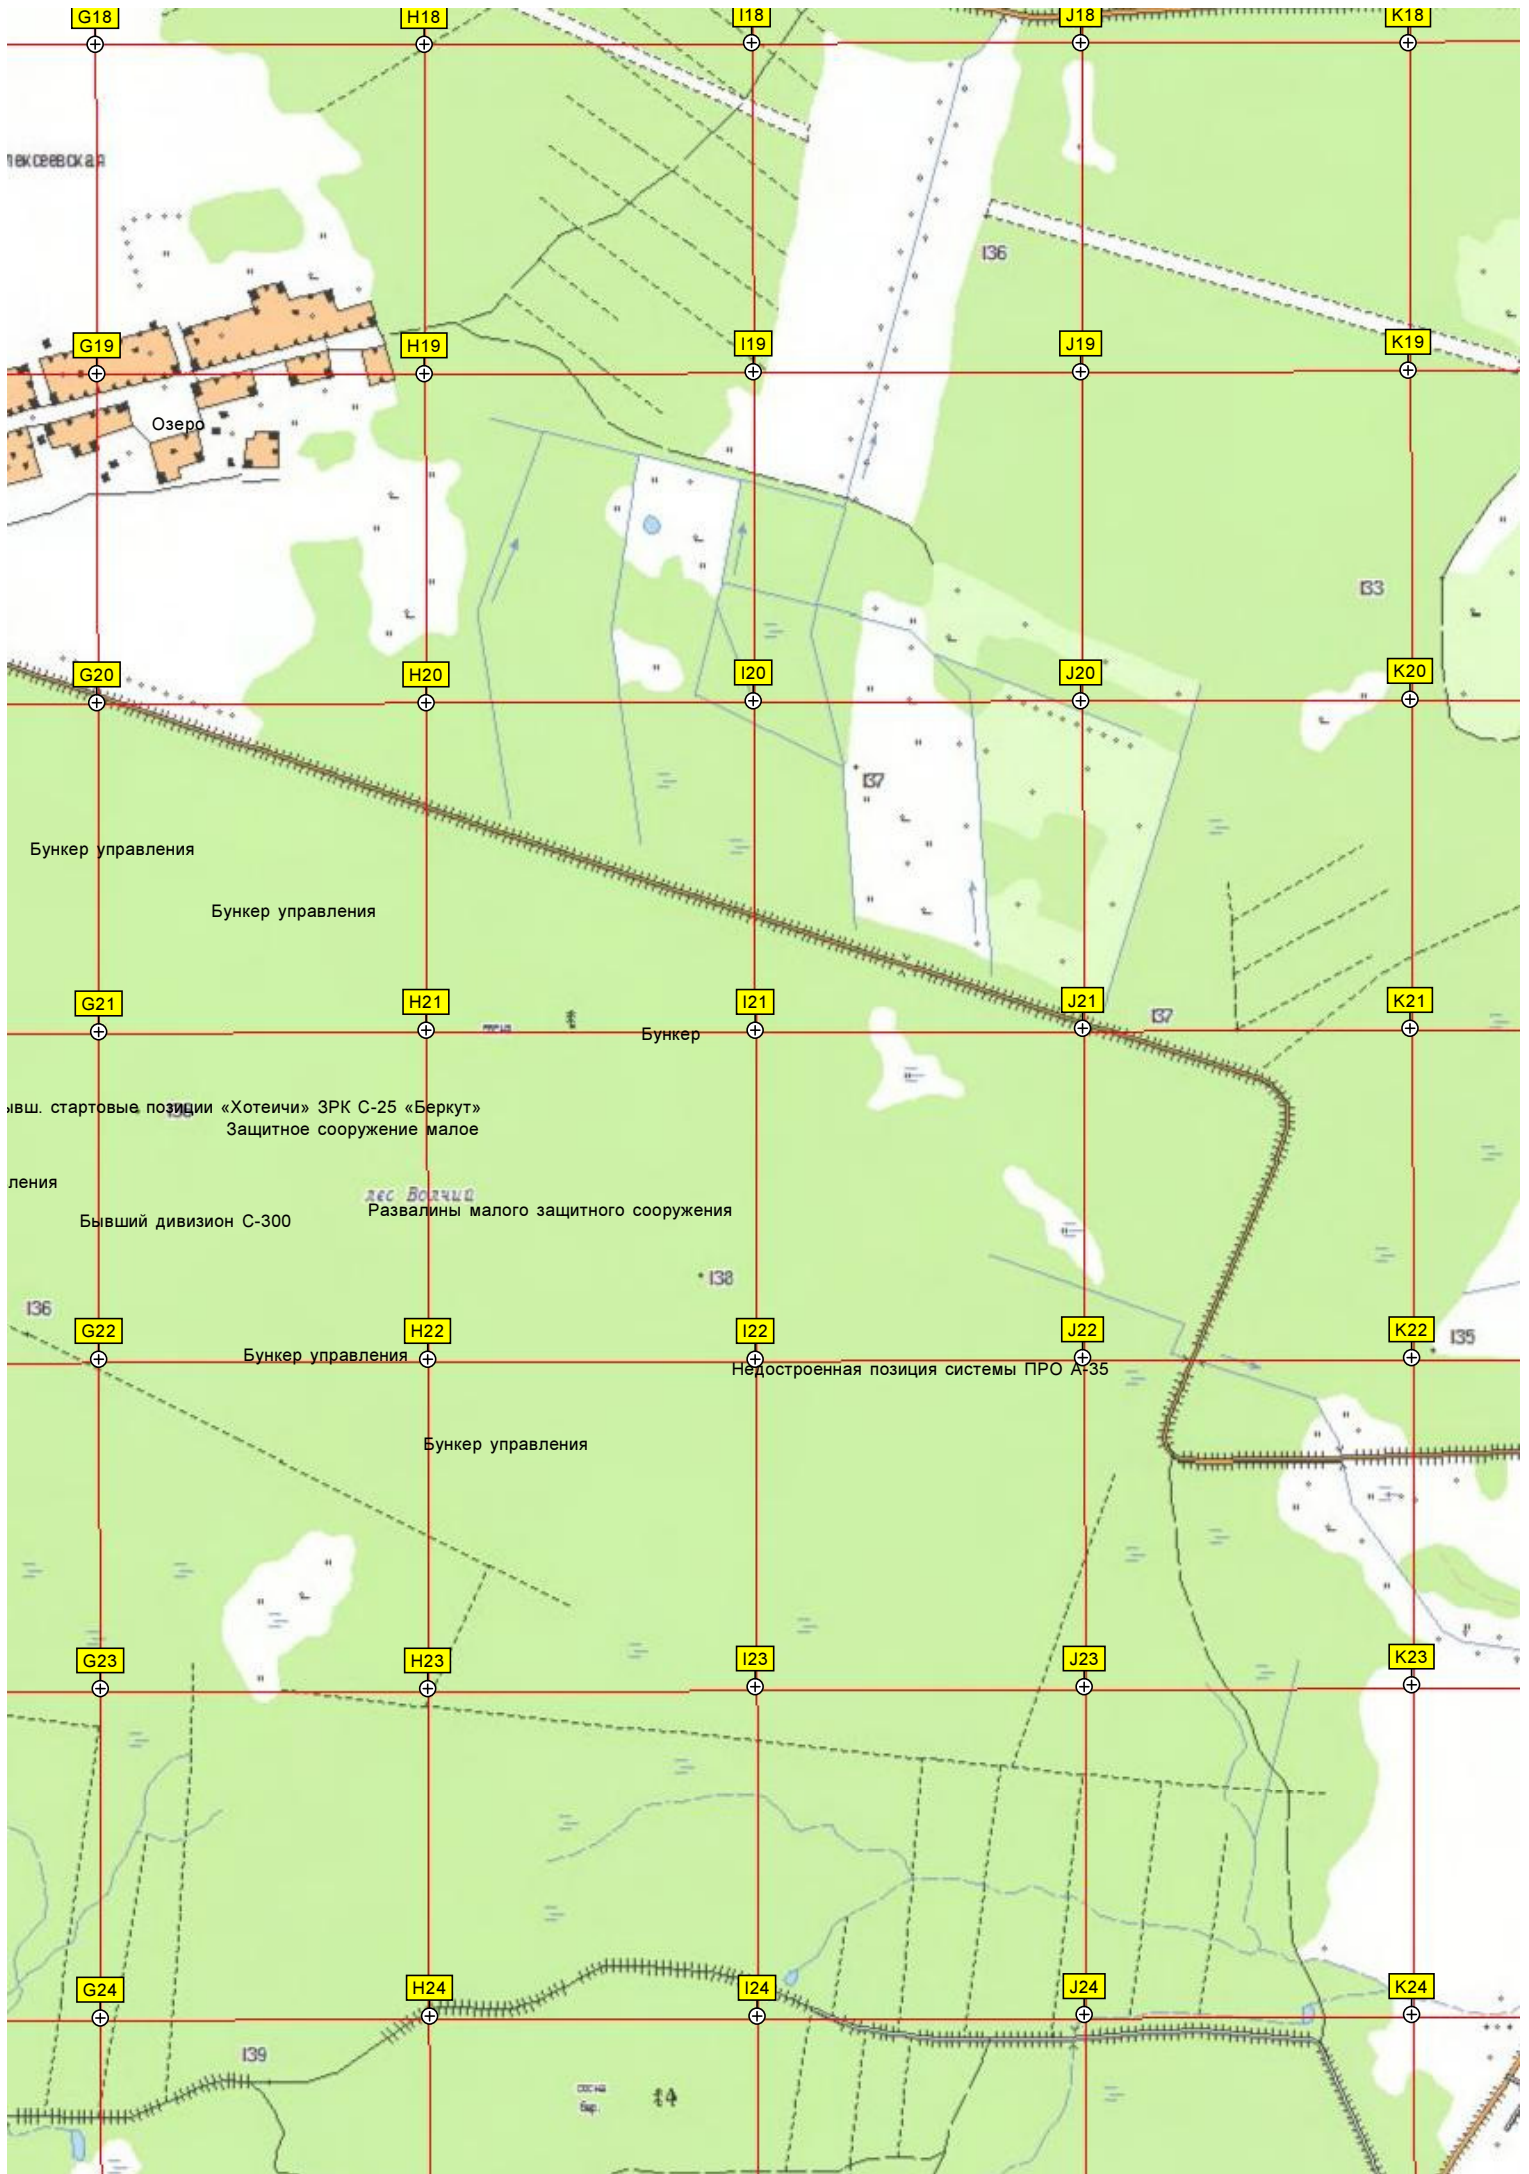 G18 H18 I18 J18 K18
136
G19 H19 I19 J19 K19
Озеро
133
G20 H20 I20 J20 K20
137
Бункер управления
Бункер управления
G21 H21 I21 J21 K21
137
Бункер
ывш. стартовые позиции «Хотеичи» ЗРК С-25 «Беркут»
Защитное сооружение малое
ления
лес Волчий
Развалины малого защитного сооружения
Бывший дивизион С-300
138
136
G22 H22 I22 J22 K22
135
Бункер управления
Недостроенная позиция системы ПРО А-35
Бункер управления
G23 H23 I23 J23 K23
G24 H24 I24 J24 K24
139
сосна